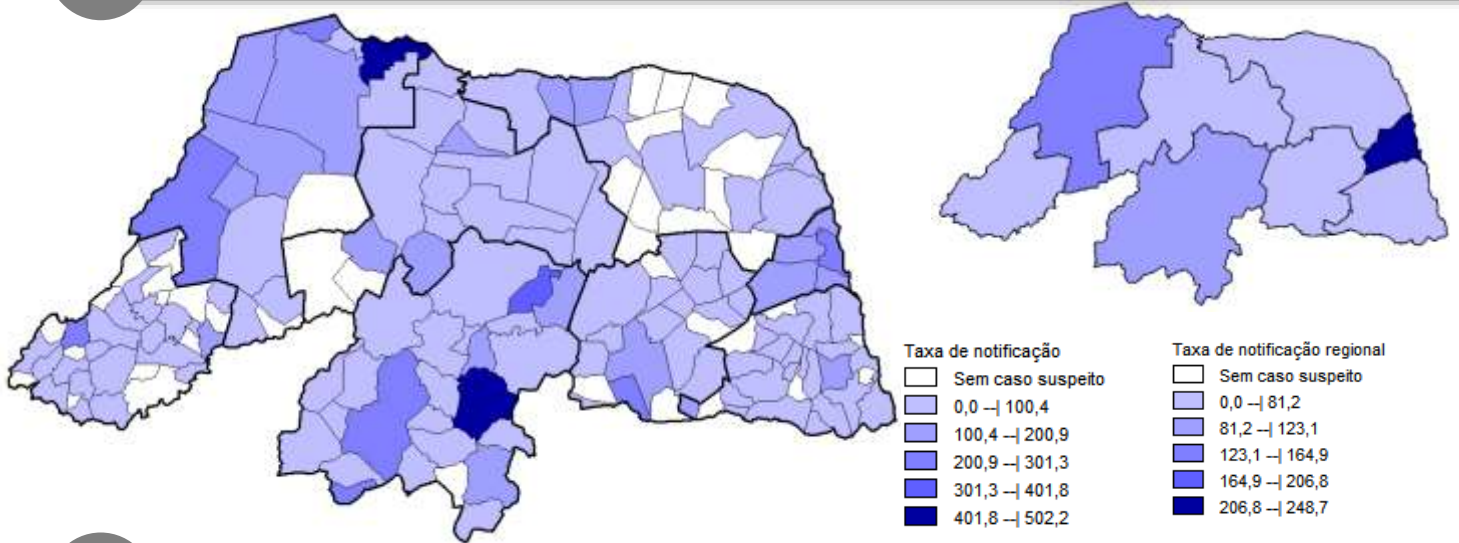 Taxa de notificação
Sem caso suspeito
0,0 --| 100,4
100,4 --| 200,9
200,9 --| 301,3
301,3 --| 401,8
401,8 --| 502,2
Taxa de notificação regional
Sem caso suspeito
0,0 --| 81,2
81,2 --| 123,1
123,1 --| 164,9
164,9 --| 206,8
206,8 --| 248,7